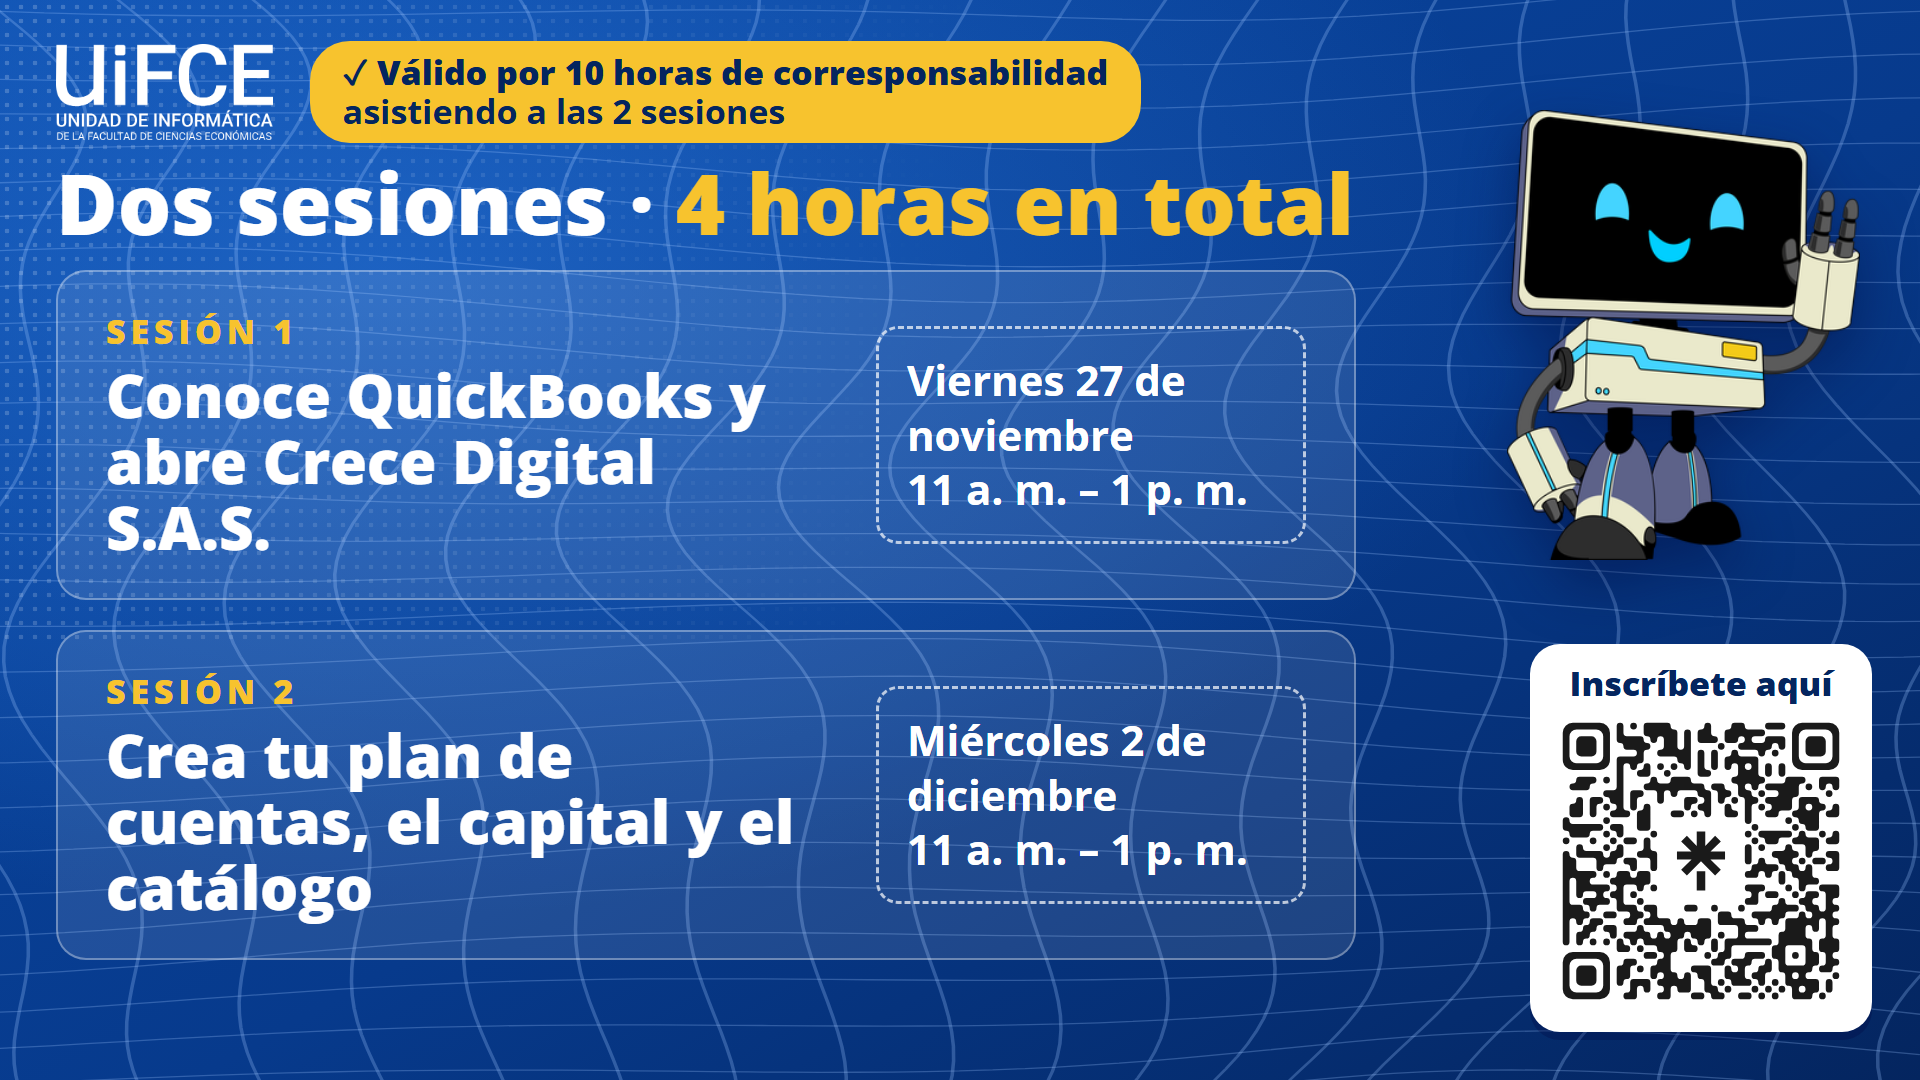 UiFCE
UNIDAD DE INFORMÁTICA
DE LA FACULTAD DE CIENCIAS ECONÓMICAS
✓ Válido por 10 horas de corresponsabilidad
asistiendo a las 2 sesiones
Dos sesiones · 4 horas en total
SESIÓN 1
Conoce QuickBooks y
abre Crece Digital
S.A.S.
Viernes 27 de
noviembre
11 a. m. – 1 p. m.
SESIÓN 2
Crea tu plan de
cuentas, el capital y el
catálogo
Miércoles 2 de
diciembre
11 a. m. – 1 p. m.
Inscríbete aquí